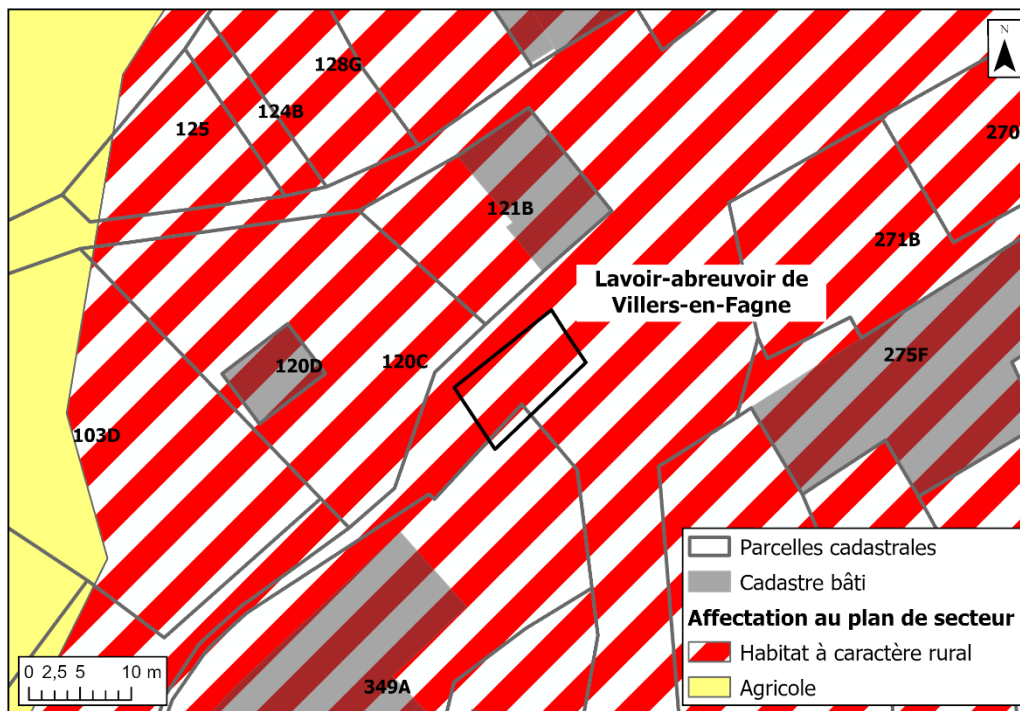 N
128G
124B
125
270
121B
271B
Lavoir-abreuvoir de
Villers-en-Fagne
275F
120D
120C
103D
349A
Parcelles cadastrales
Cadastre bâti
Affectation au plan de secteur
Habitat à caractère rural
Agricole
0 2,5 5 10 m